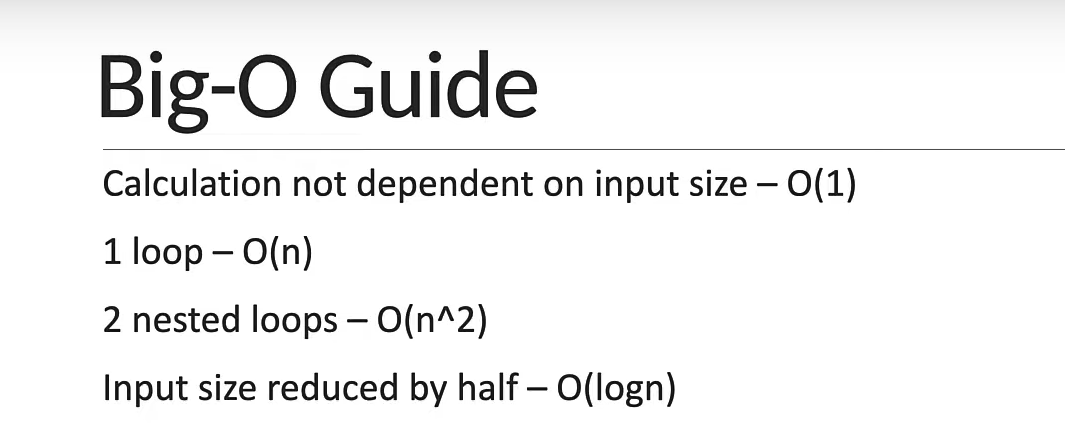 Big-O Guide
Calculation not dependent on input size – O(1)
1 loop – O(n)
2 nested loops – O(n^2)
Input size reduced by half – O(logn)